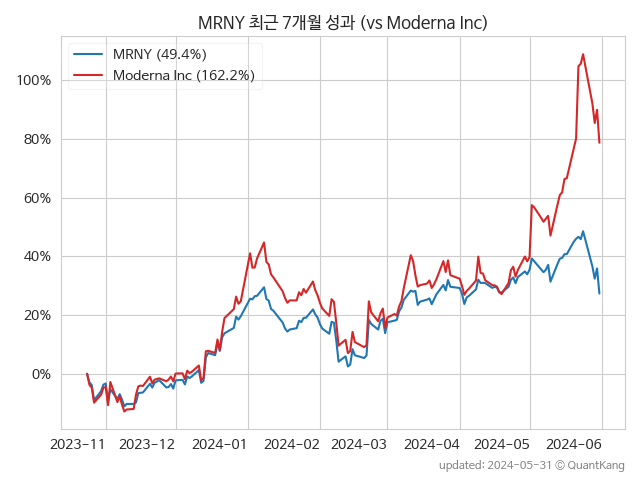 MRNY 최근 7개월 성과 (vs Moderna Inc)
MRNY (49.4%)
Moderna Inc (162.2%)
100%
80%
60%
40%
20%
0%
2023-11 2023-12 2024-01 2024-02 2024-03 2024-04 2024-05 2024-06
updated: 2024-05-31 © QuantKang